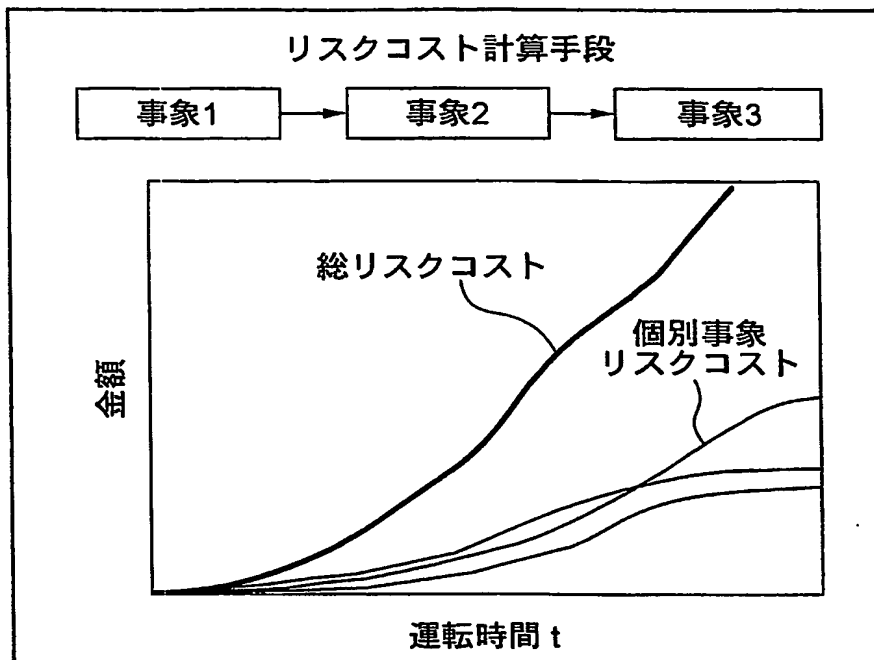 リスクコスト計算手段
事象1
事象2
事象3
総リスクコスト
個別事象
リスクコスト
金額
運転時間 t